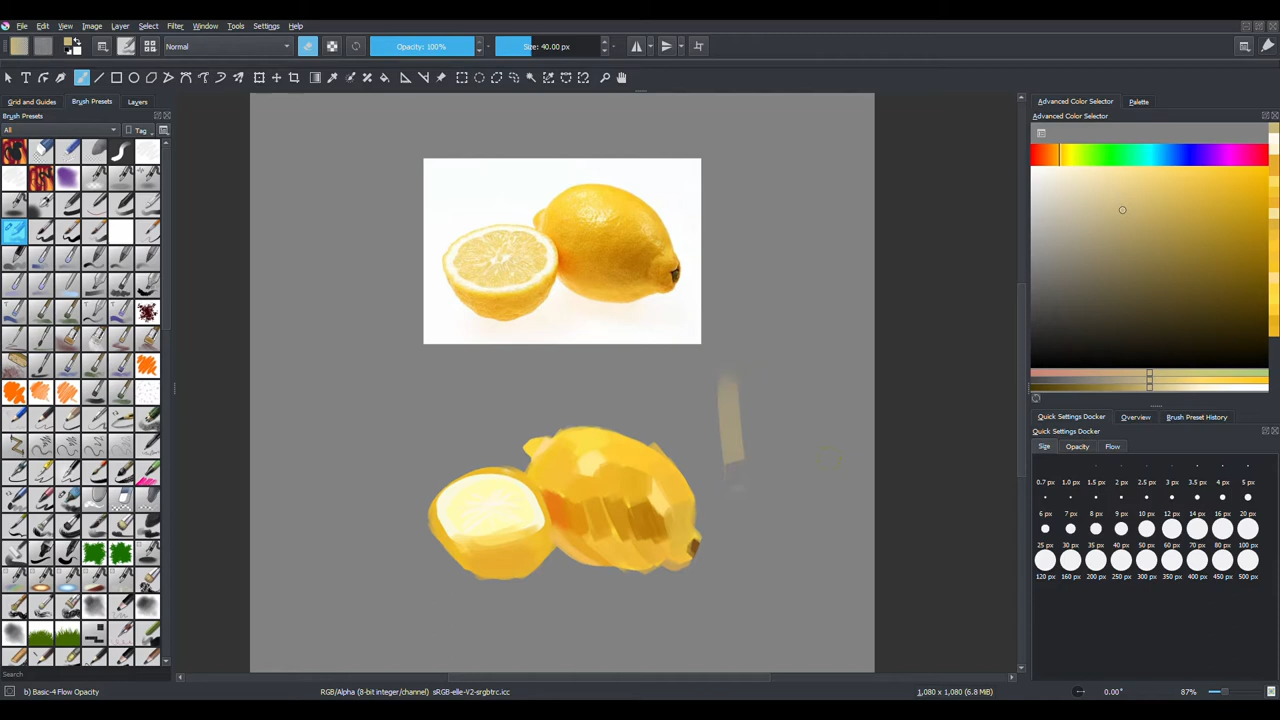 File Edit View Image Layer Select Filter Window Tools Settings Help
Normal Opacity: 100% Size: 40.00 px
Grid and Guides Brush Presets Layers
Brush Presets
All Tag
Search
Advanced Color Selector Palette
Advanced Color Selector
Quick Settings Docker Overview Brush Preset History
Quick Settings Docker
Size Opacity Flow
0.7 px 1.0 px 1.5 px 2 px 2.5 px 3 px 3.5 px 4 px 5 px
6 px 7 px 8 px 9 px 10 px 12 px 14 px 16 px 20 px
25 px 30 px 35 px 40 px 50 px 60 px 70 px 80 px 100 px
120 px 160 px 200 px 250 px 300 px 350 px 400 px 450 px 500 px
b) Basic-4 Flow Opacity RGB/Alpha (8-bit integer/channel) sRGB-elle-V2-srgbtrc.icc 1,080 x 1,080 (6.8 MiB) 0.00° 87%